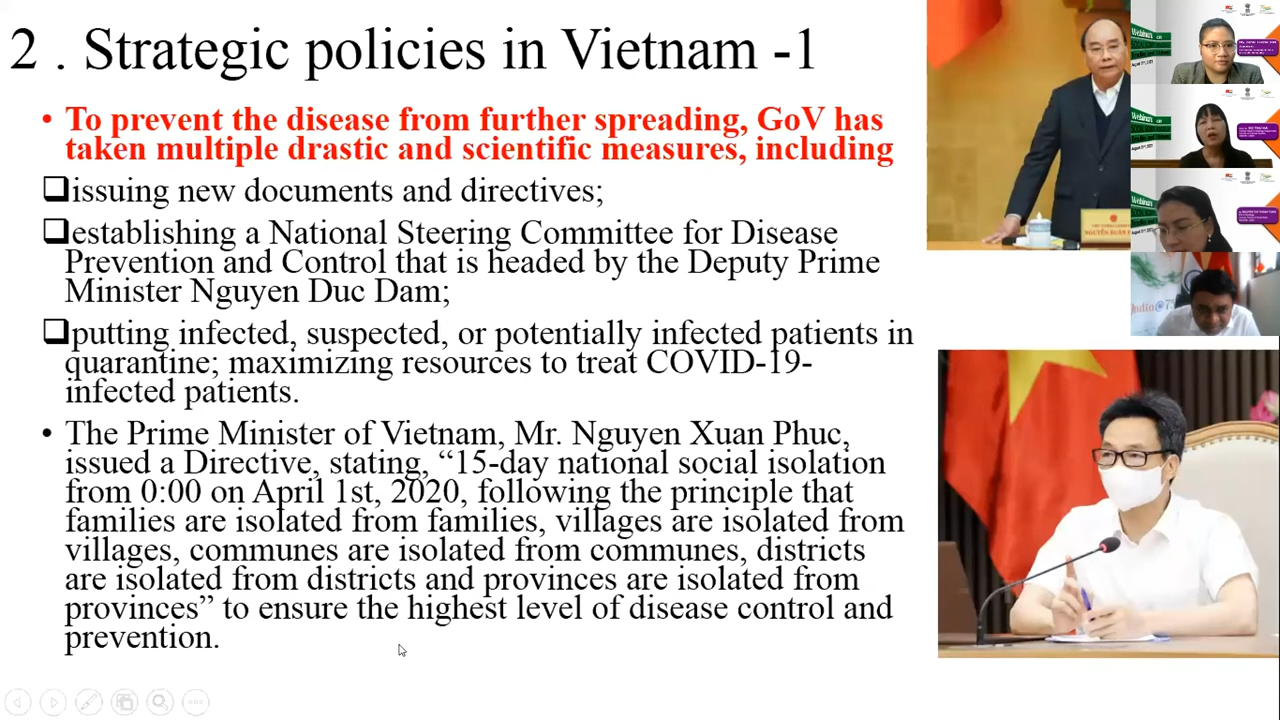 2 . Strategic policies in Vietnam -1
• To prevent the disease from further spreading, GoV has
taken multiple drastic and scientific measures, including
❑issuing new documents and directives;
❑establishing a National Steering Committee for Disease
Prevention and Control that is headed by the Deputy Prime
Minister Nguyen Duc Dam;
❑putting infected, suspected, or potentially infected patients in
quarantine; maximizing resources to treat COVID-19-
infected patients.
• The Prime Minister of Vietnam, Mr. Nguyen Xuan Phuc,
issued a Directive, stating, “15-day national social isolation
from 0:00 on April 1st, 2020, following the principle that
families are isolated from families, villages are isolated from
villages, communes are isolated from communes, districts
are isolated from districts and provinces are isolated from
provinces” to ensure the highest level of disease control and
prevention.
Webinar
Webinar
Webinar